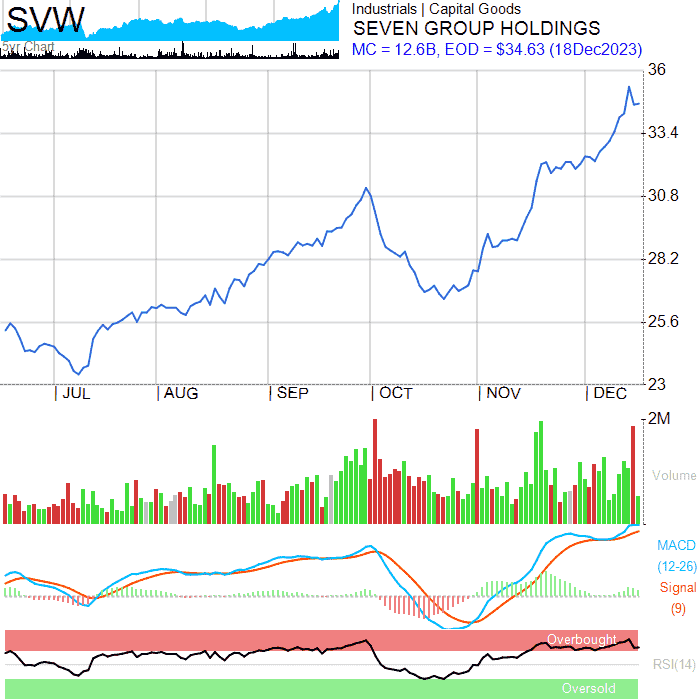 SVW
5yr Chart
Industrials | Capital Goods
SEVEN GROUP HOLDINGS
MC = 12.6B, EOD = $34.63 (18Dec2023)
36
33.4
30.8
28.2
25.6
23
| JUL | AUG | SEP | OCT | NOV | DEC
2M
Volume
MACD
(12-26)
Signal
(9)
Overbought
RSI(14)
Oversold